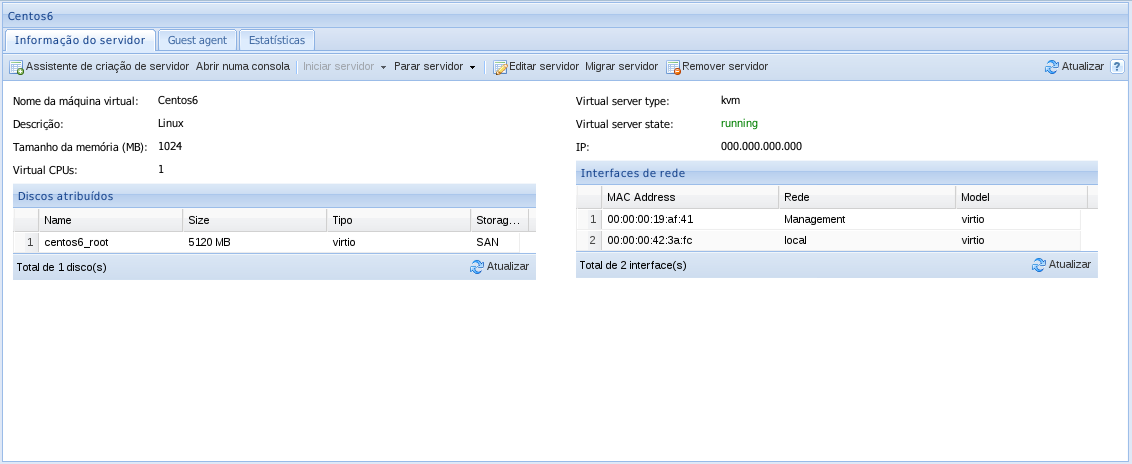 Centos6
Informação do servidor Guest agent Estatísticas
Assistente de criação de servidor Abrir numa consola Iniciar servidor Parar servidor Editar servidor Migrar servidor Remover servidor Atualizar ?
Nome da máquina virtual: Centos6
Descrição: Linux
Tamanho da memória (MB): 1024
Virtual CPUs: 1
Discos atribuídos
Name Size Tipo Storag...
1 centos6_root 5120 MB virtio SAN
Total de 1 disco(s) Atualizar
Virtual server type: kvm
Virtual server state: running
IP: 000.000.000.000
Interfaces de rede
MAC Address Rede Model
1 00:00:00:19:af:41 Management virtio
2 00:00:00:42:3a:fc local virtio
Total de 2 interface(s) Atualizar